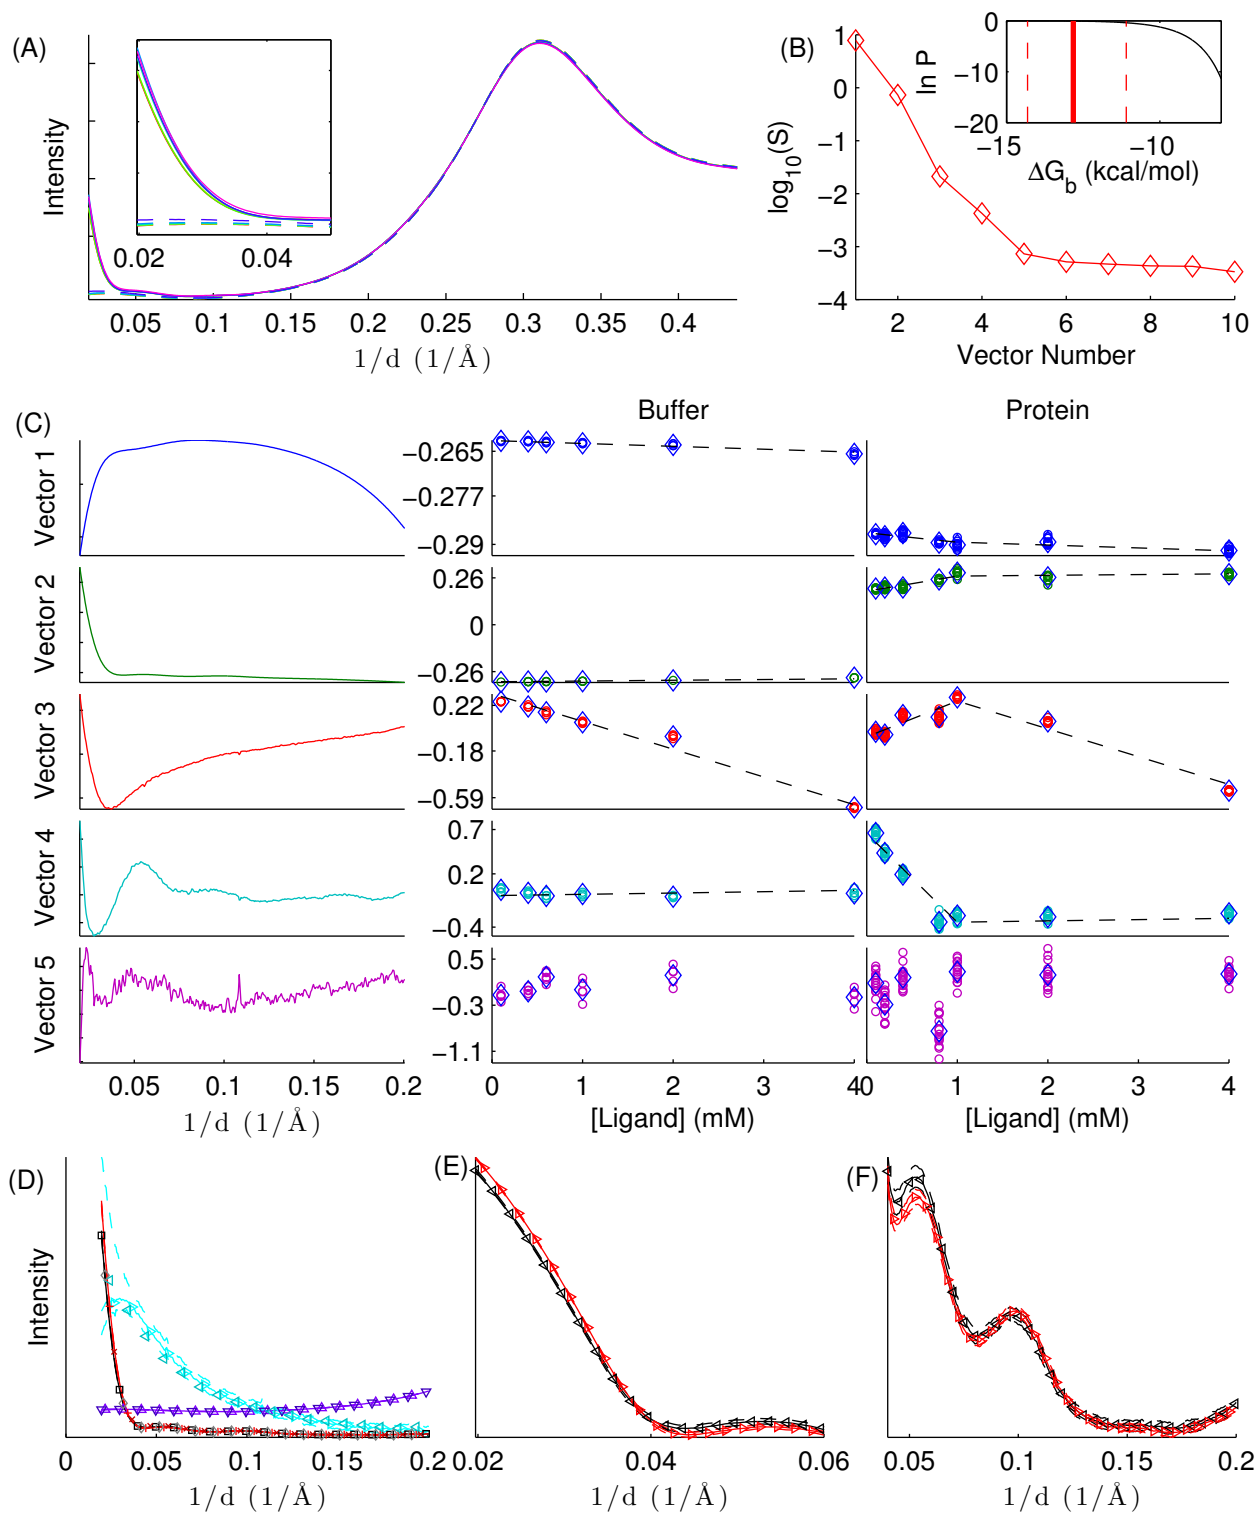 (A)
Intensity
0.02 0.04
0.05 0.1 0.15 0.2 0.25 0.3 0.35 0.4
1/d (1/Å)
(B)
log10(S)
1
0
−1
−2
−3
−4
2 4 6 8 10
Vector Number
ln P
0
−10
−20
−15 −10
ΔGb (kcal/mol)
(C)
Buffer Protein
Vector 1
−0.265
−0.277
−0.29
Vector 2
0.26
0
−0.26
Vector 3
0.22
−0.18
−0.59
Vector 4
0.7
0.2
−0.4
Vector 5
0.5
−0.3
−1.1
0.05 0.1 0.15 0.2
1/d (1/Å)
0 1 2 3 4
[Ligand] (mM)
0 1 2 3 4
[Ligand] (mM)
(D)
Intensity
0 0.05 0.1 0.15 0.2
1/d (1/Å)
(E)
0.02 0.04 0.06
1/d (1/Å)
(F)
0.05 0.1 0.15 0.2
1/d (1/Å)